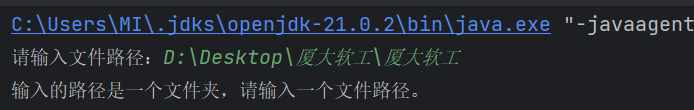 C:\Users\MI\.jdks\openjdk-21.0.2\bin\java.exe "-javaagent
请输入文件路径：D:\Desktop\厦大软工\厦大软工
输入的路径是一个文件夹，请输入一个文件路径。